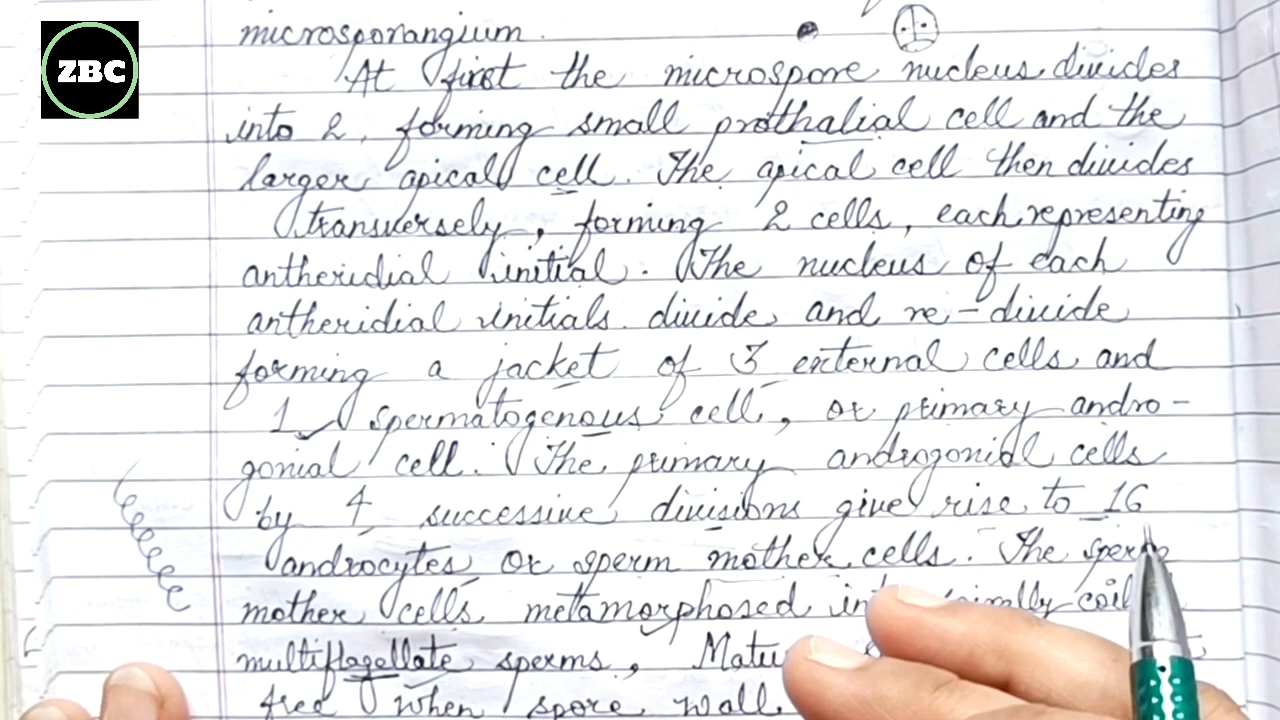 ZBC
microsporangium.
At first the microspore nucleus divides
into 2, forming small prothalial cell and the
larger apical cell. The apical cell then divides
transversely, forming 2 cells, each representing
antheridial initial. The nucleus of each
antheridial initials divide and re-divide
forming a jacket of 3 external cells and
1 spermatogenous cell, or primary andro-
gonial cell. The primary androgonial cells
by 4 successive divisions give rise to 16
androcytes or sperm mother cells. The sperm
mother cells metamorphosed into spirally coil
multiflagellate sperms,
free when spore wall